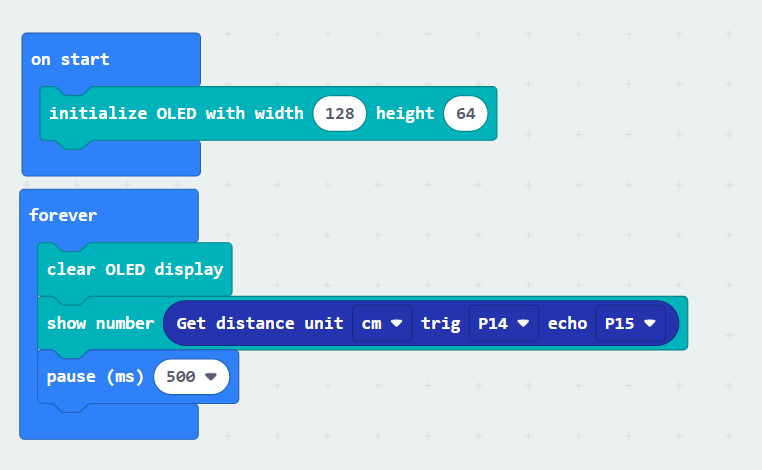 on start
initialize OLED with width 128 height 64
forever
clear OLED display
show number Get distance unit cm trig P14 echo P15
pause (ms) 500